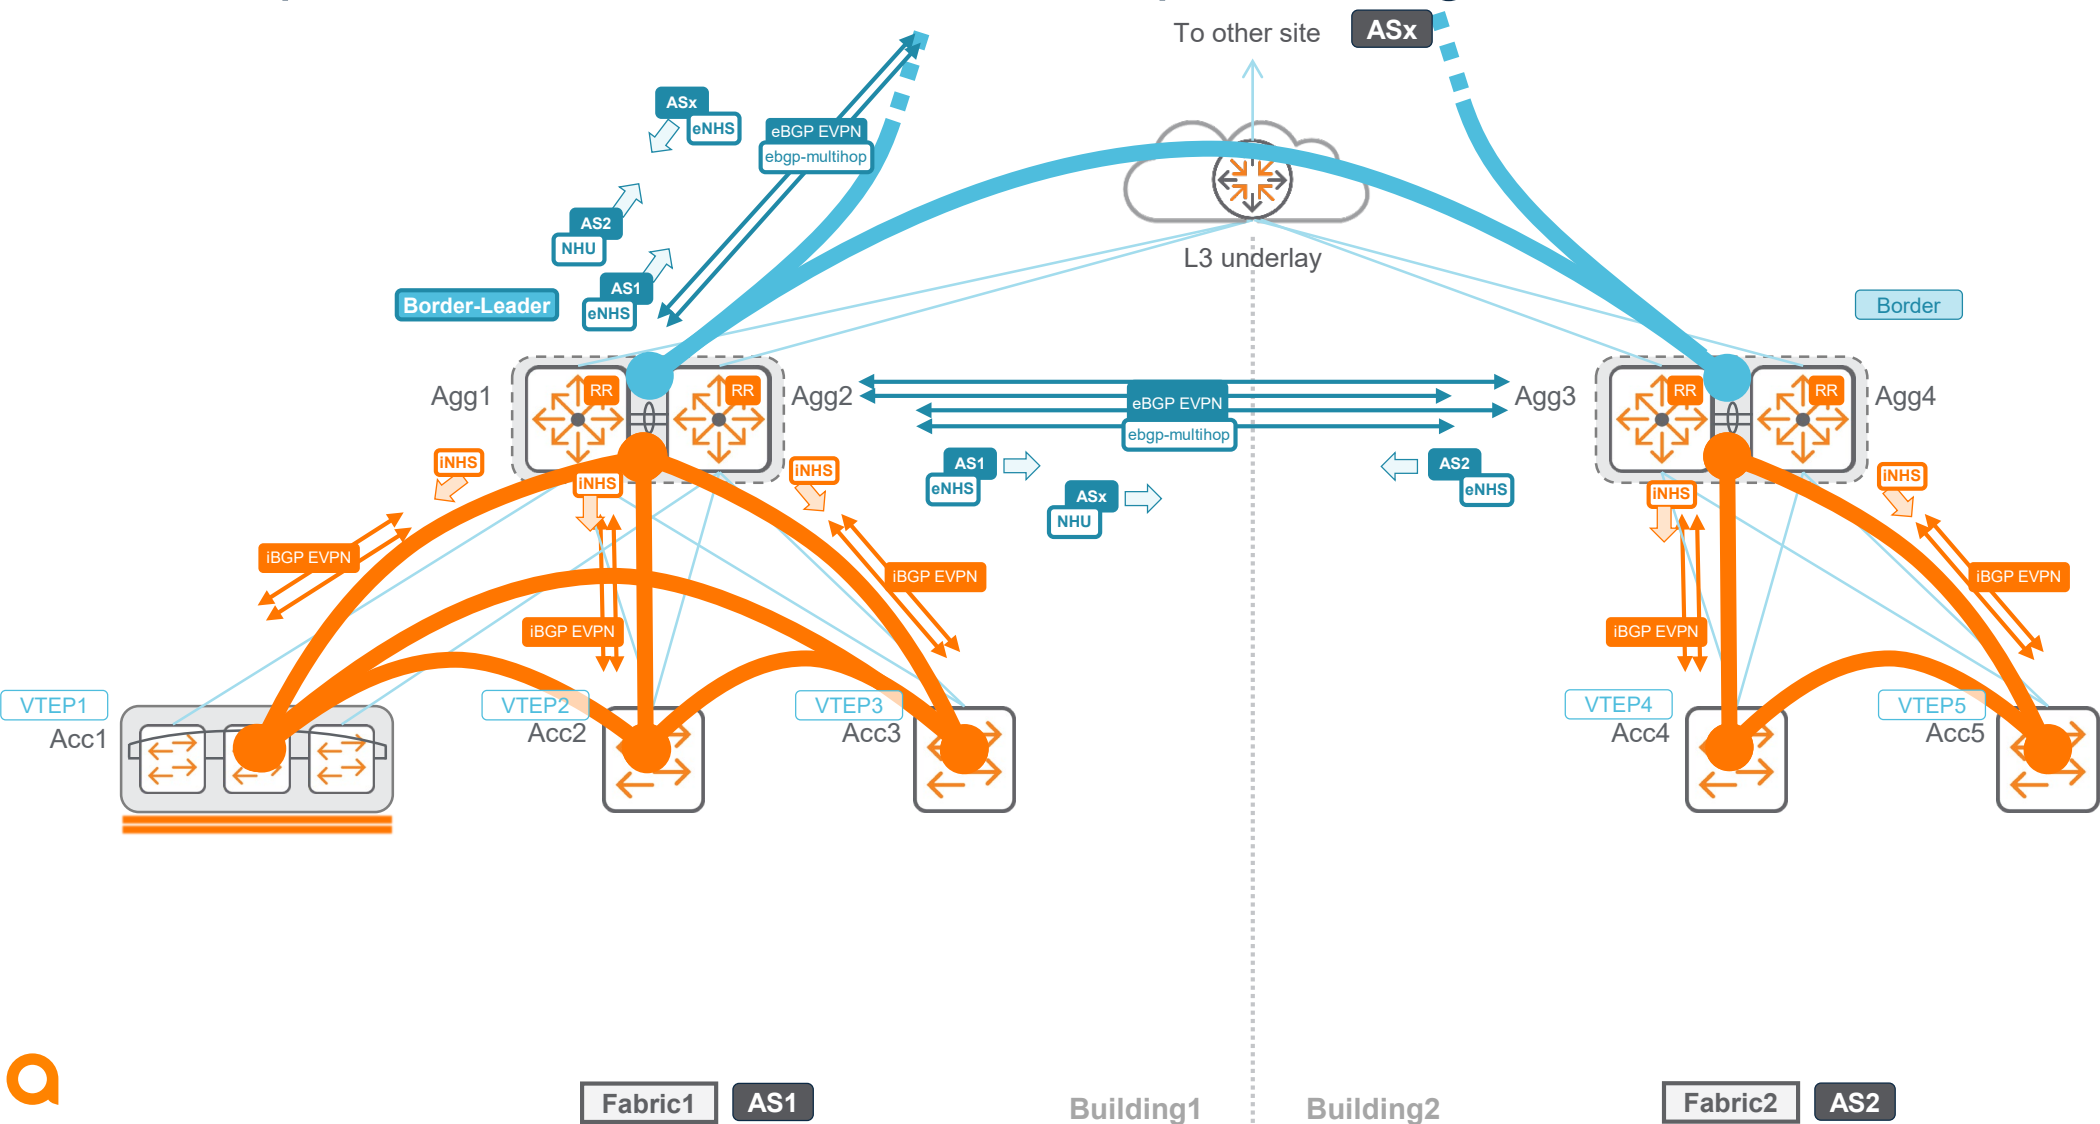 To other site
ASx
ASx
eNHS
eBGP EVPN
ebgp-multihop
AS2
NHU
AS1
eNHS
L3 underlay
Border-Leader
Border
Agg1
RR
RR
Agg2
eBGP EVPN
ebgp-multihop
Agg3
RR
RR
Agg4
AS1
eNHS
ASx
NHU
AS2
eNHS
iNHS
iNHS
iNHS
iNHS
iNHS
iBGP EVPN
iBGP EVPN
iBGP EVPN
iBGP EVPN
iBGP EVPN
VTEP1
Acc1
VTEP2
Acc2
VTEP3
Acc3
VTEP4
Acc4
VTEP5
Acc5
Fabric1
AS1
Building1
Building2
Fabric2
AS2